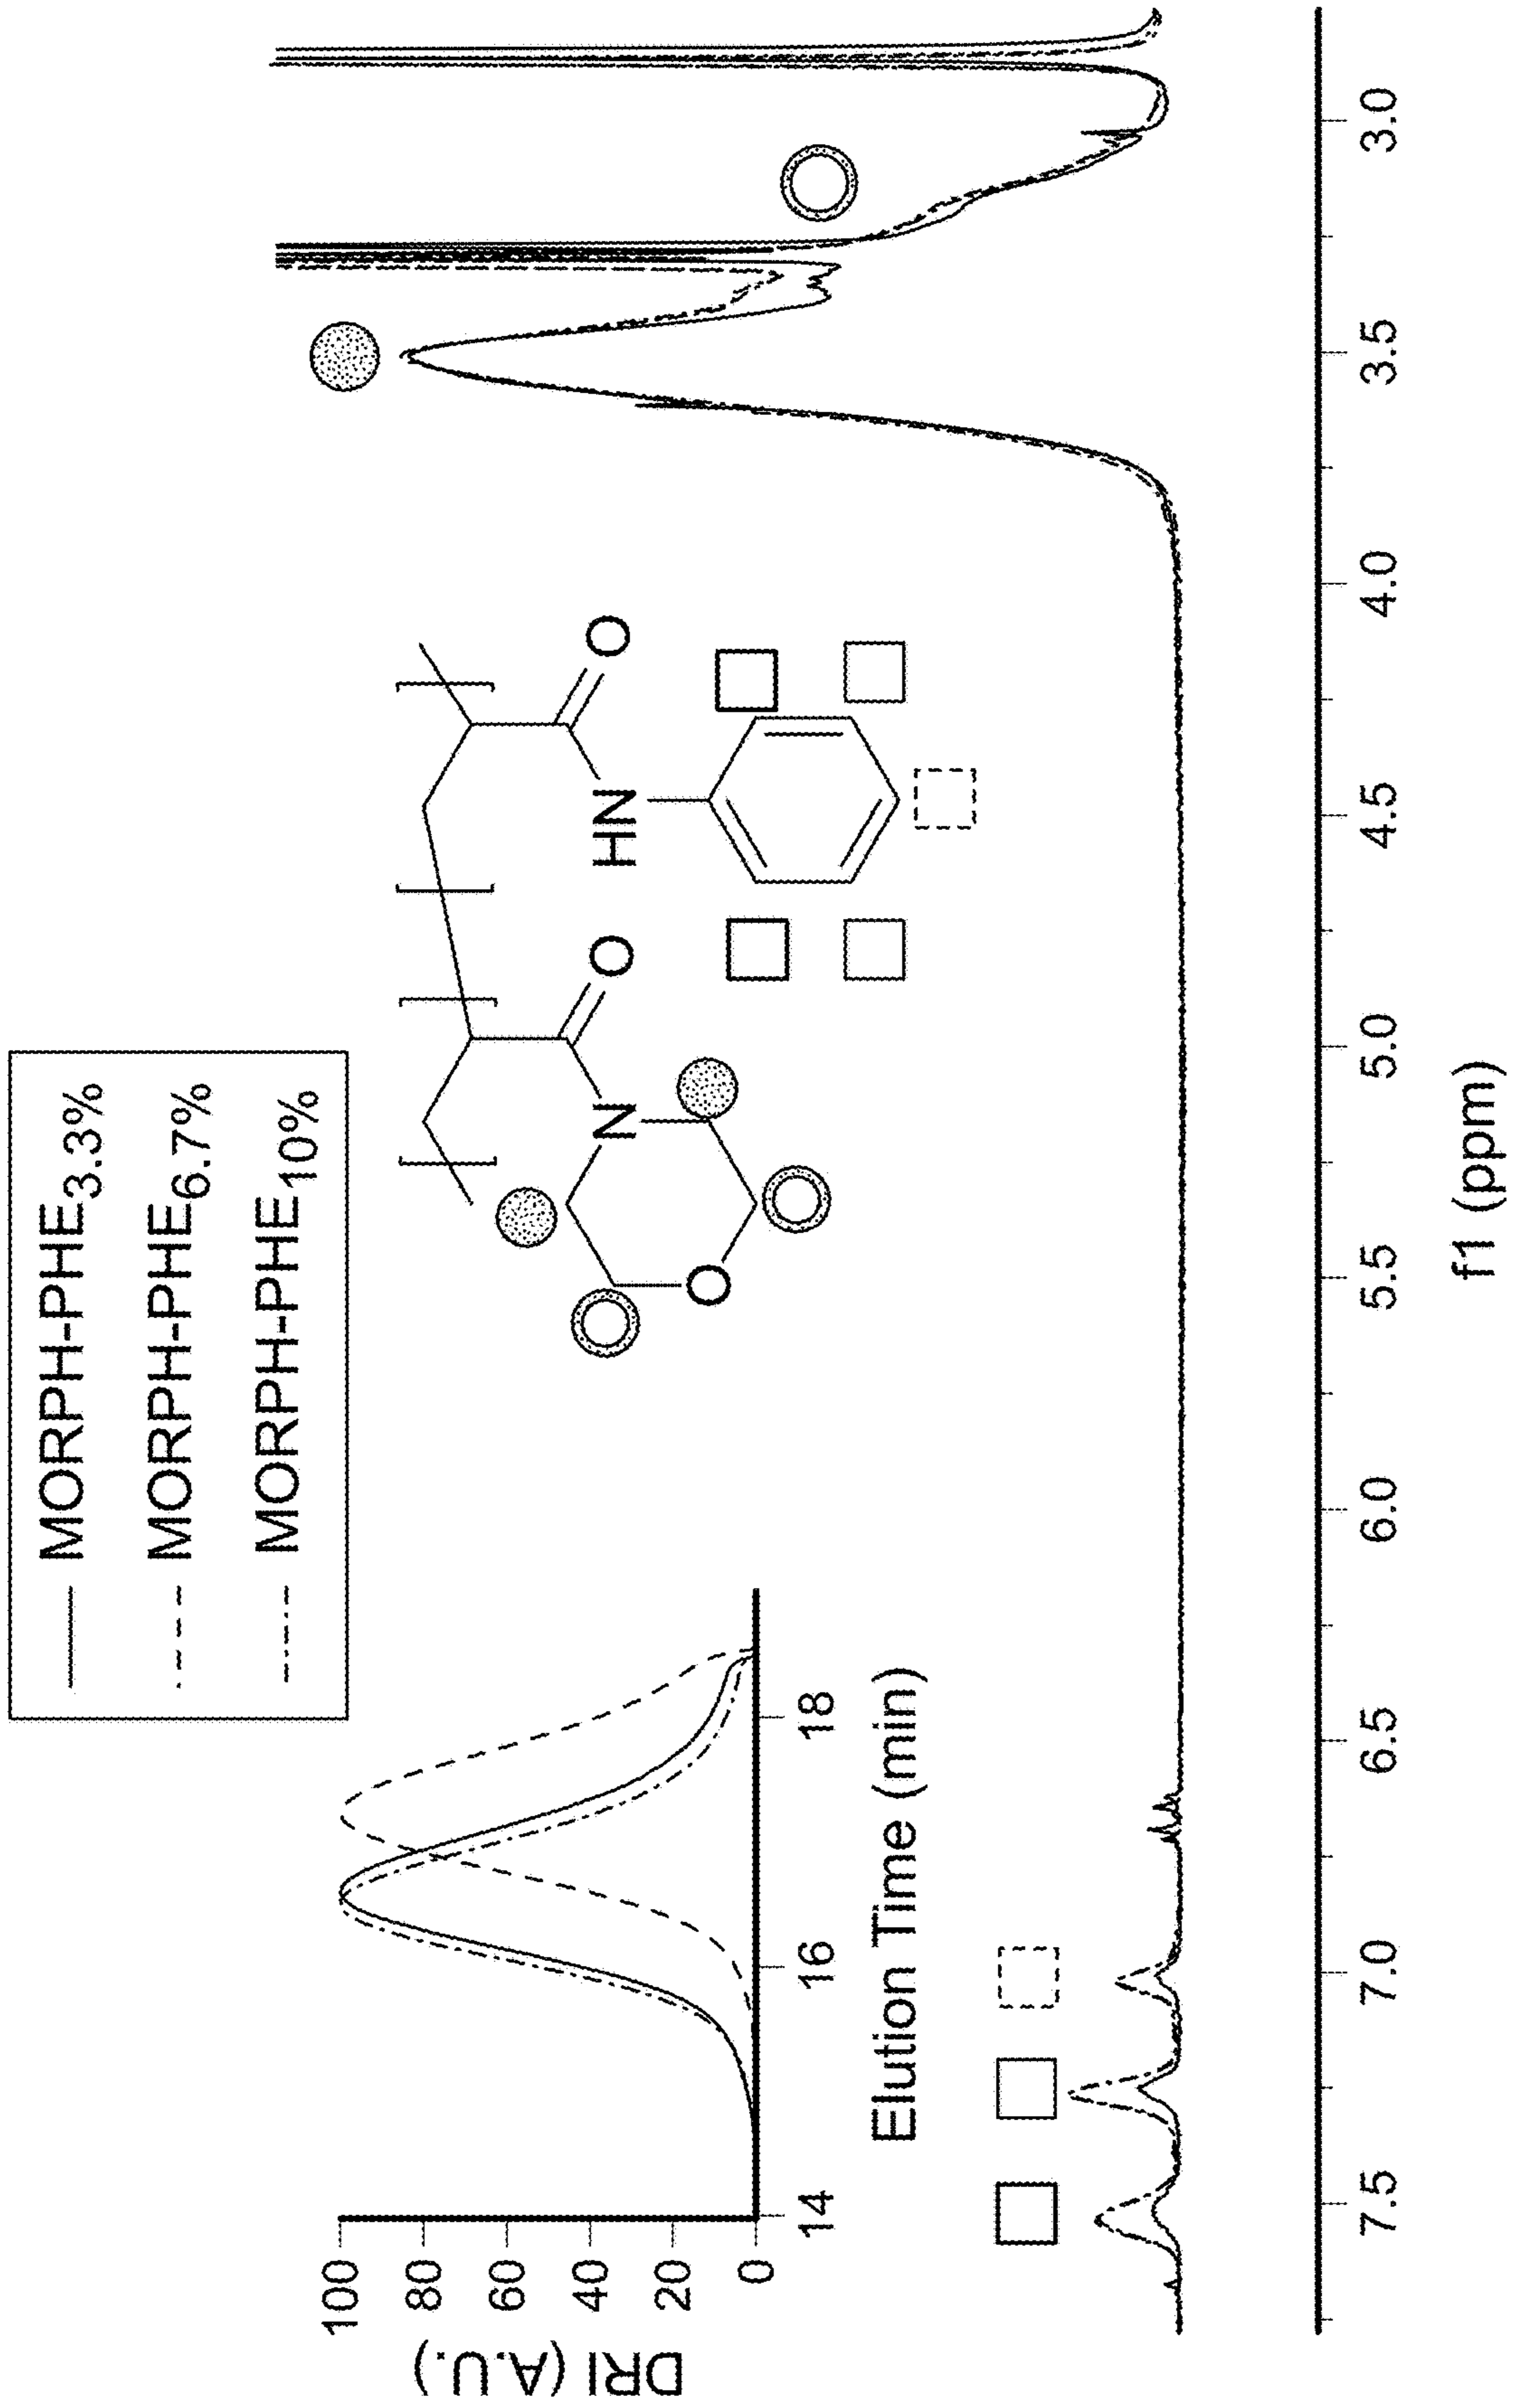 MORPH-PHE3.3%
MORPH-PHE6.7%
MORPH-PHE10%
DRI (A.U.)
100
80
60
40
20
0
14
16
18
Elution Time (min)
O
O
N
HN
O
7.5
7.0
6.5
6.0
5.5
5.0
4.5
4.0
3.5
3.0
f1 (ppm)